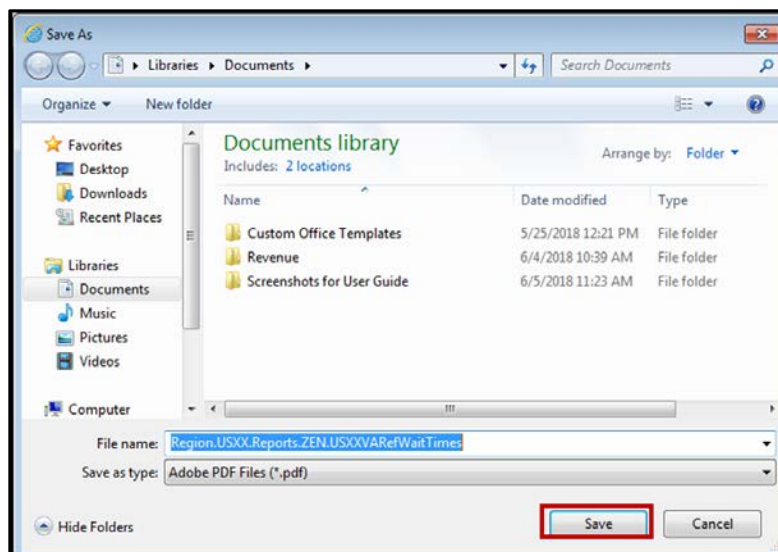 Save As
Libraries Documents Search Documents
Organize New folder
Favorites
Desktop
Downloads
Recent Places
Libraries
Documents
Music
Pictures
Videos
Computer
Documents library
Includes: 2 locations
Arrange by: Folder
Name Date modified Type
Custom Office Templates 5/25/2018 12:21 PM File folder
Revenue 6/4/2018 10:39 AM File folder
Screenshots for User Guide 6/5/2018 11:23 AM File folder
File name: Region.USXX.Reports.ZEN.USXXVARefWaitTimes
Save as type: Adobe PDF Files (*.pdf)
Hide Folders Save Cancel